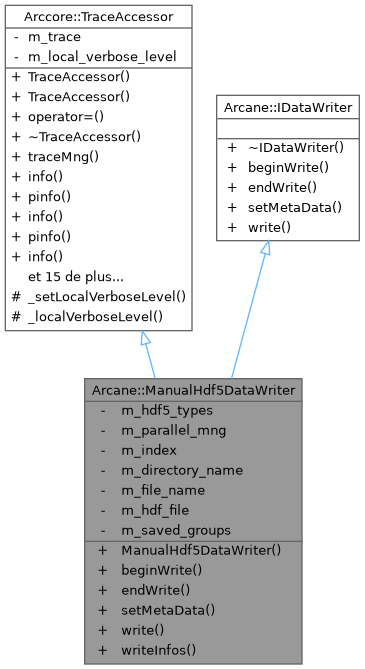 Arccore::TraceAccessor
- m_trace
- m_local_verbose_level
+ TraceAccessor()
+ TraceAccessor()
+ operator=()
+ ~TraceAccessor()
+ traceMng()
+ info()
+ pinfo()
+ info()
+ pinfo()
+ info()
et 15 de plus...
# _setLocalVerboseLevel()
# _localVerboseLevel()
Arcane::IDataWriter
+ ~IDataWriter()
+ beginWrite()
+ endWrite()
+ setMetaData()
+ write()
Arcane::ManualHdf5DataWriter
- m_hdf5_types
- m_parallel_mng
- m_index
- m_directory_name
- m_file_name
- m_hdf_file
- m_saved_groups
+ ManualHdf5DataWriter()
+ beginWrite()
+ endWrite()
+ setMetaData()
+ write()
+ writeInfos()